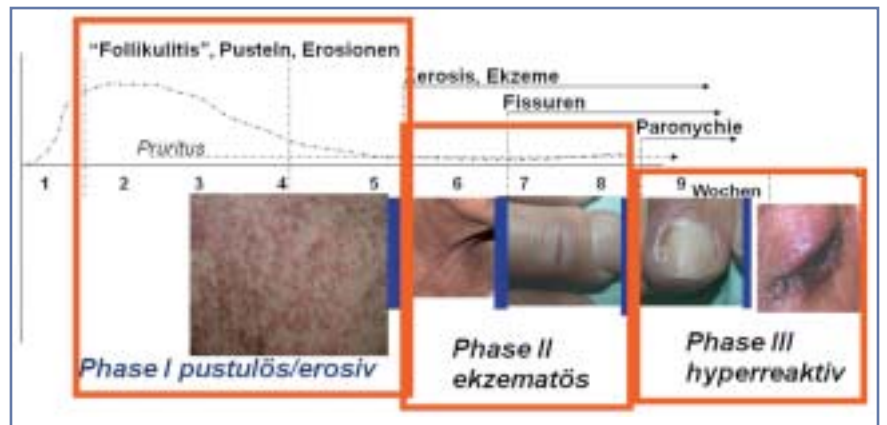 "Follikulitis", Pusteln, Erosionen
Xerosis, Ekzeme
Fissuren
Paronychie
Pruritus
1 2 3 4 5 6 7 8 9 Wochen
Phase I pustulös/erosiv
Phase II
ekzematös
Phase III
hyperreaktiv